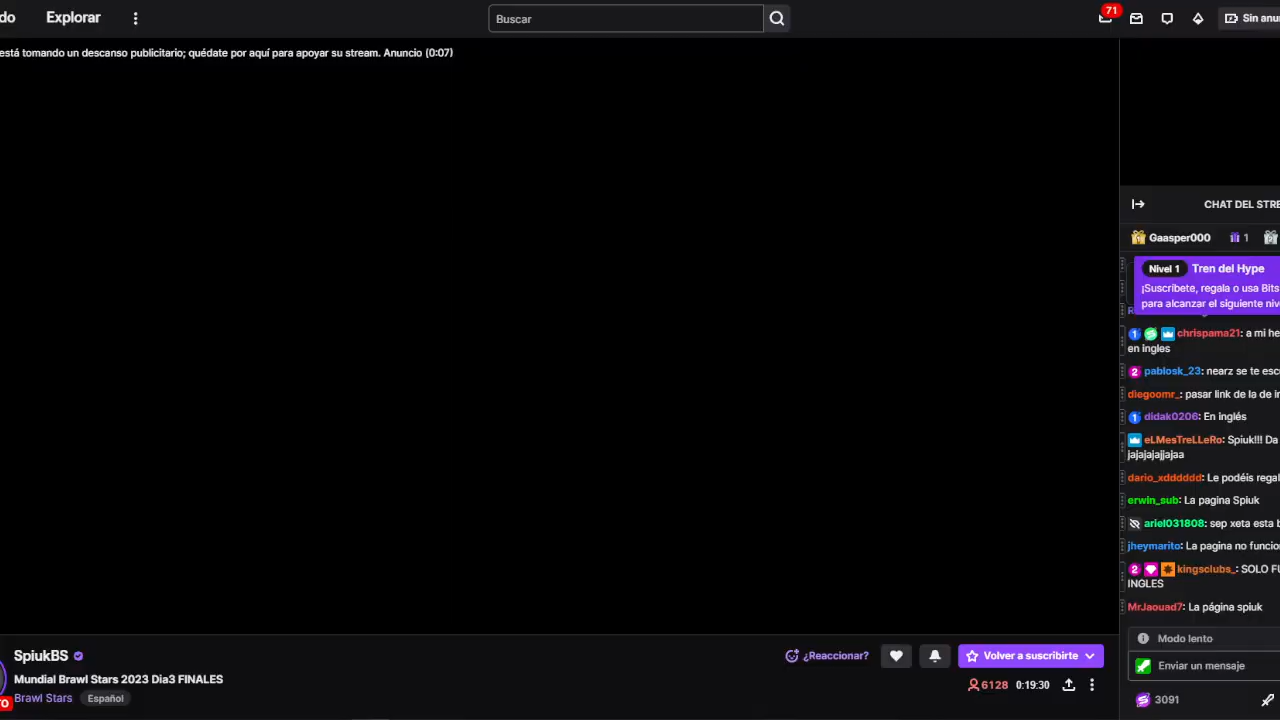 do
Explorar
Buscar
71
Sin anu
está tomando un descanso publicitario; quédate por aquí para apoyar su stream. Anuncio (0:07)
CHAT DEL STRE
Gaasper000
1
Nivel 1 Tren del Hype
¡Suscríbete, regala o usa Bits
para alcanzar el siguiente niv
1 chrispama21: a mi he
en ingles
2 pablosk_23: nearz se te escu
diegoomr_: pasar link de la de in
1 didak0206: En inglés
eLMesTreLLeRo: Spiuk!!! Da
jajajajajjajaa
dario_xdddddd: Le podéis regal
erwin_sub: La pagina Spiuk
ariel031808: sep xeta esta b
jheymarito: La pagina no funcio
2 kingsclubs_: SOLO FU
INGLES
MrJaouad7: La página spiuk
Modo lento
Enviar un mensaje
3091
SpiukBS
¿Reaccionar?
Volver a suscribirte
Mundial Brawl Stars 2023 Dia3 FINALES
6128 0:19:30
RO
Brawl Stars Español